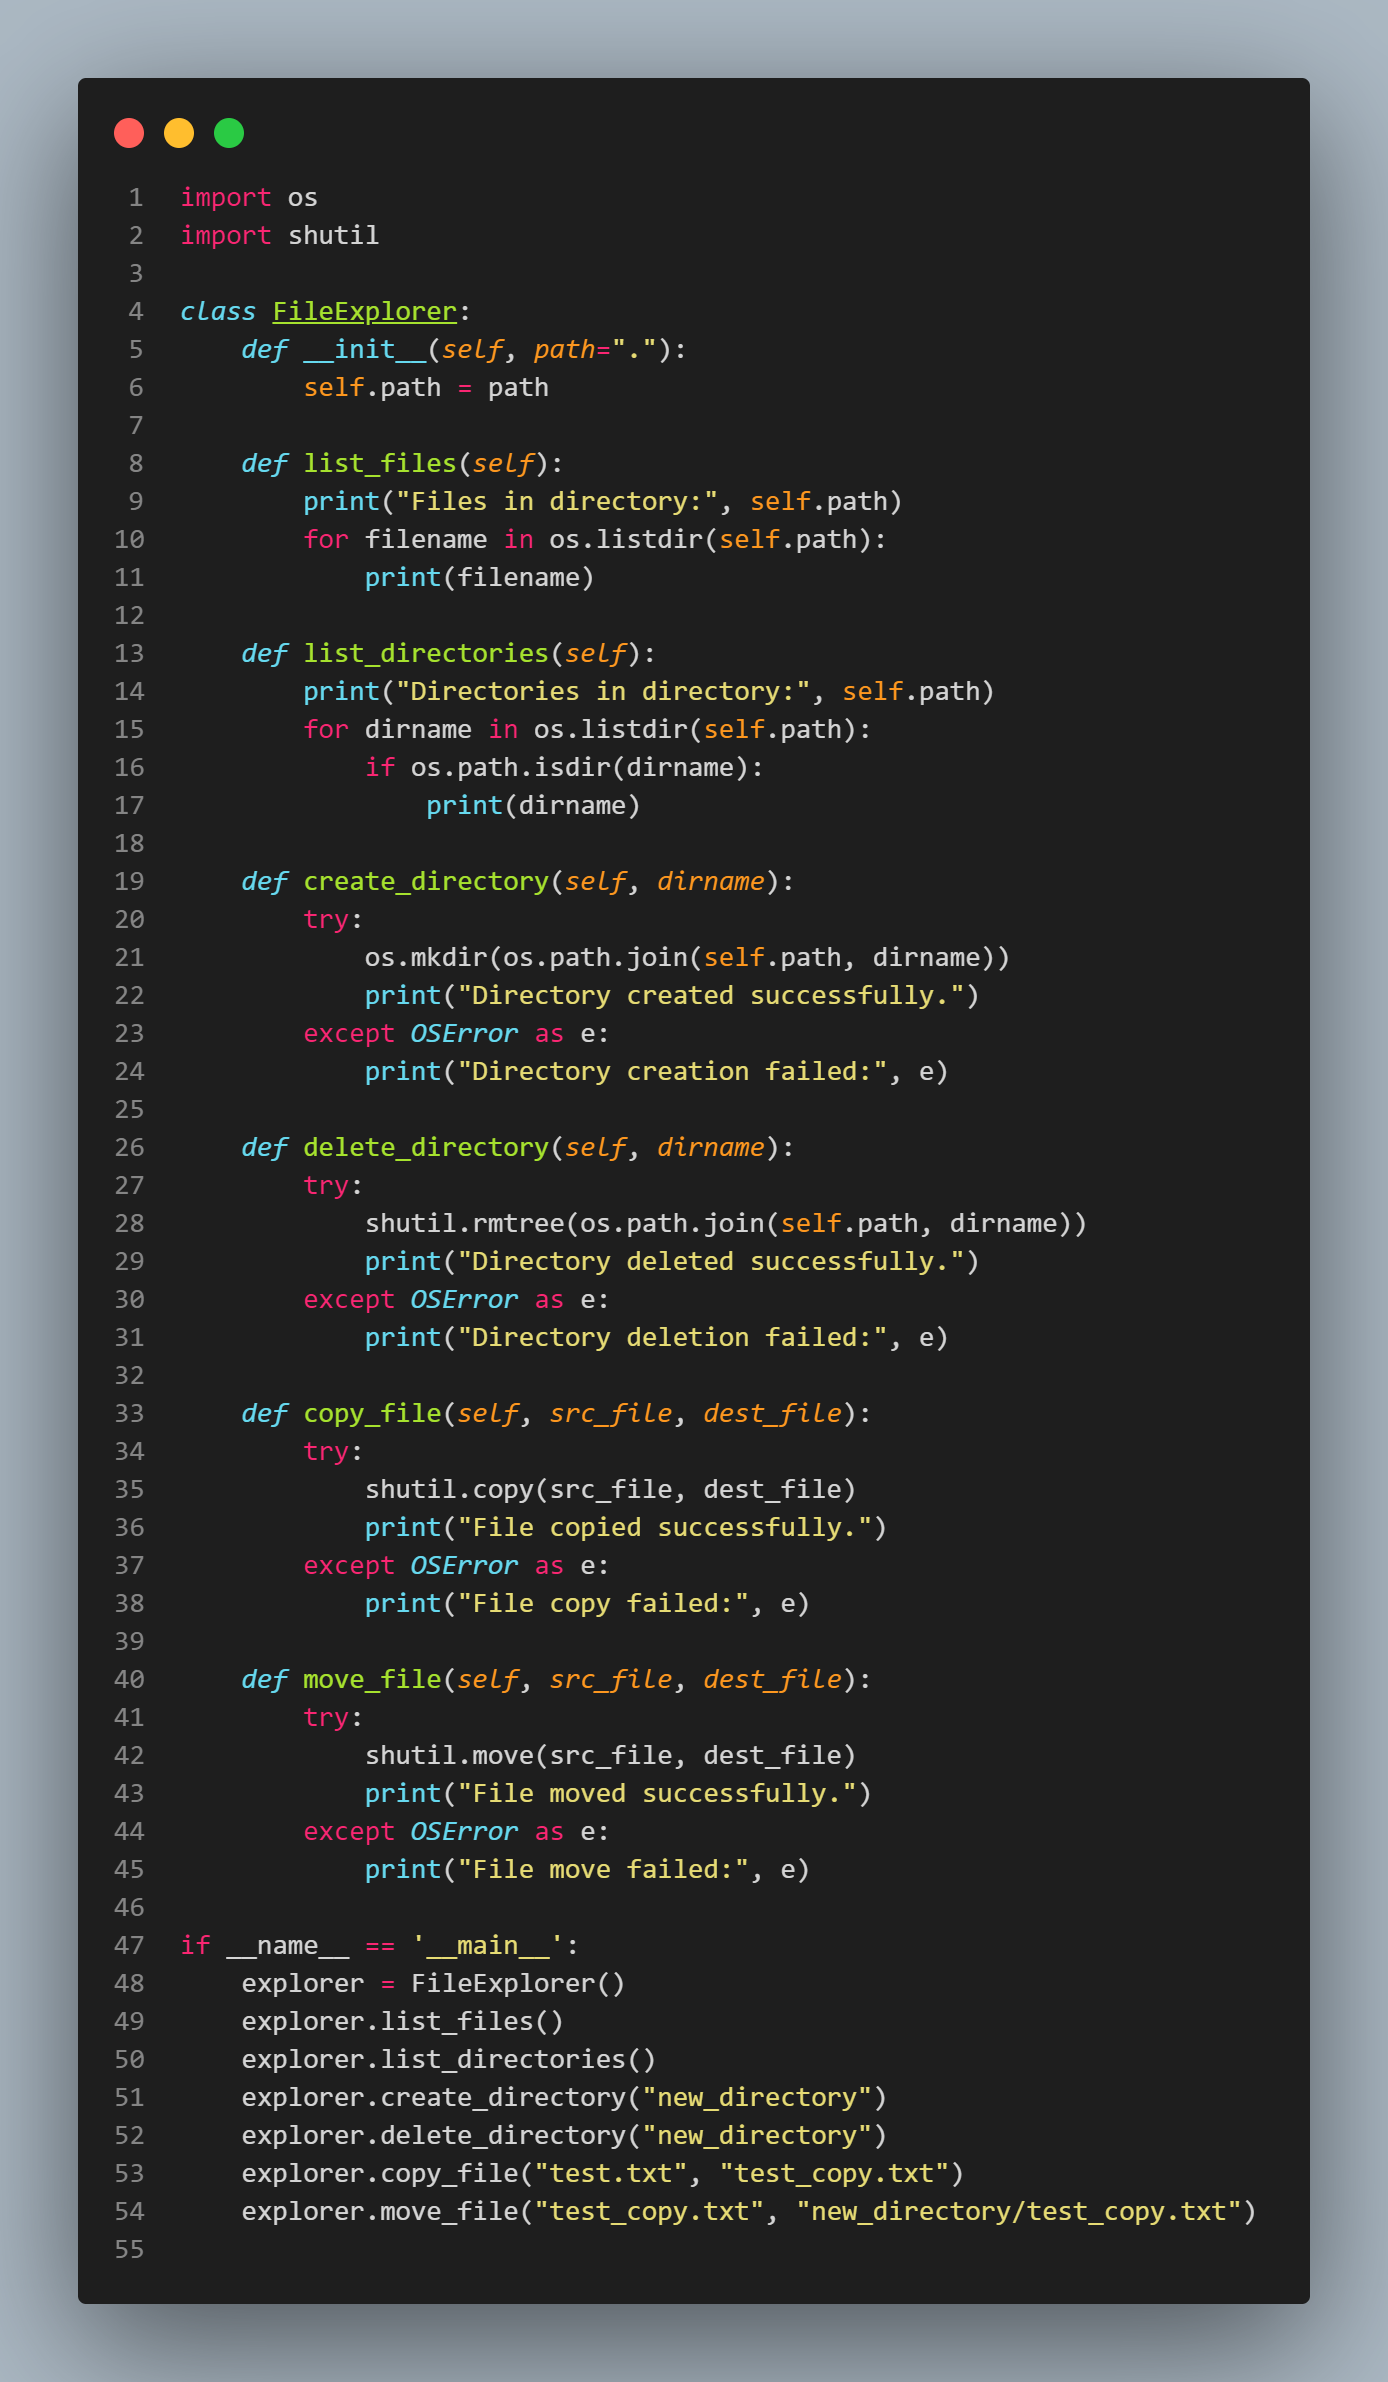 1 import os
2 import shutil
3
4 class FileExplorer:
5     def __init__(self, path="."):
6         self.path = path
7
8     def list_files(self):
9         print("Files in directory:", self.path)
10         for filename in os.listdir(self.path):
11             print(filename)
12
13     def list_directories(self):
14         print("Directories in directory:", self.path)
15         for dirname in os.listdir(self.path):
16             if os.path.isdir(dirname):
17                 print(dirname)
18
19     def create_directory(self, dirname):
20         try:
21             os.mkdir(os.path.join(self.path, dirname))
22             print("Directory created successfully.")
23         except OSError as e:
24             print("Directory creation failed:", e)
25
26     def delete_directory(self, dirname):
27         try:
28             shutil.rmtree(os.path.join(self.path, dirname))
29             print("Directory deleted successfully.")
30         except OSError as e:
31             print("Directory deletion failed:", e)
32
33     def copy_file(self, src_file, dest_file):
34         try:
35             shutil.copy(src_file, dest_file)
36             print("File copied successfully.")
37         except OSError as e:
38             print("File copy failed:", e)
39
40     def move_file(self, src_file, dest_file):
41         try:
42             shutil.move(src_file, dest_file)
43             print("File moved successfully.")
44         except OSError as e:
45             print("File move failed:", e)
46
47 if __name__ == '__main__':
48     explorer = FileExplorer()
49     explorer.list_files()
50     explorer.list_directories()
51     explorer.create_directory("new_directory")
52     explorer.delete_directory("new_directory")
53     explorer.copy_file("test.txt", "test_copy.txt")
54     explorer.move_file("test_copy.txt", "new_directory/test_copy.txt")
55